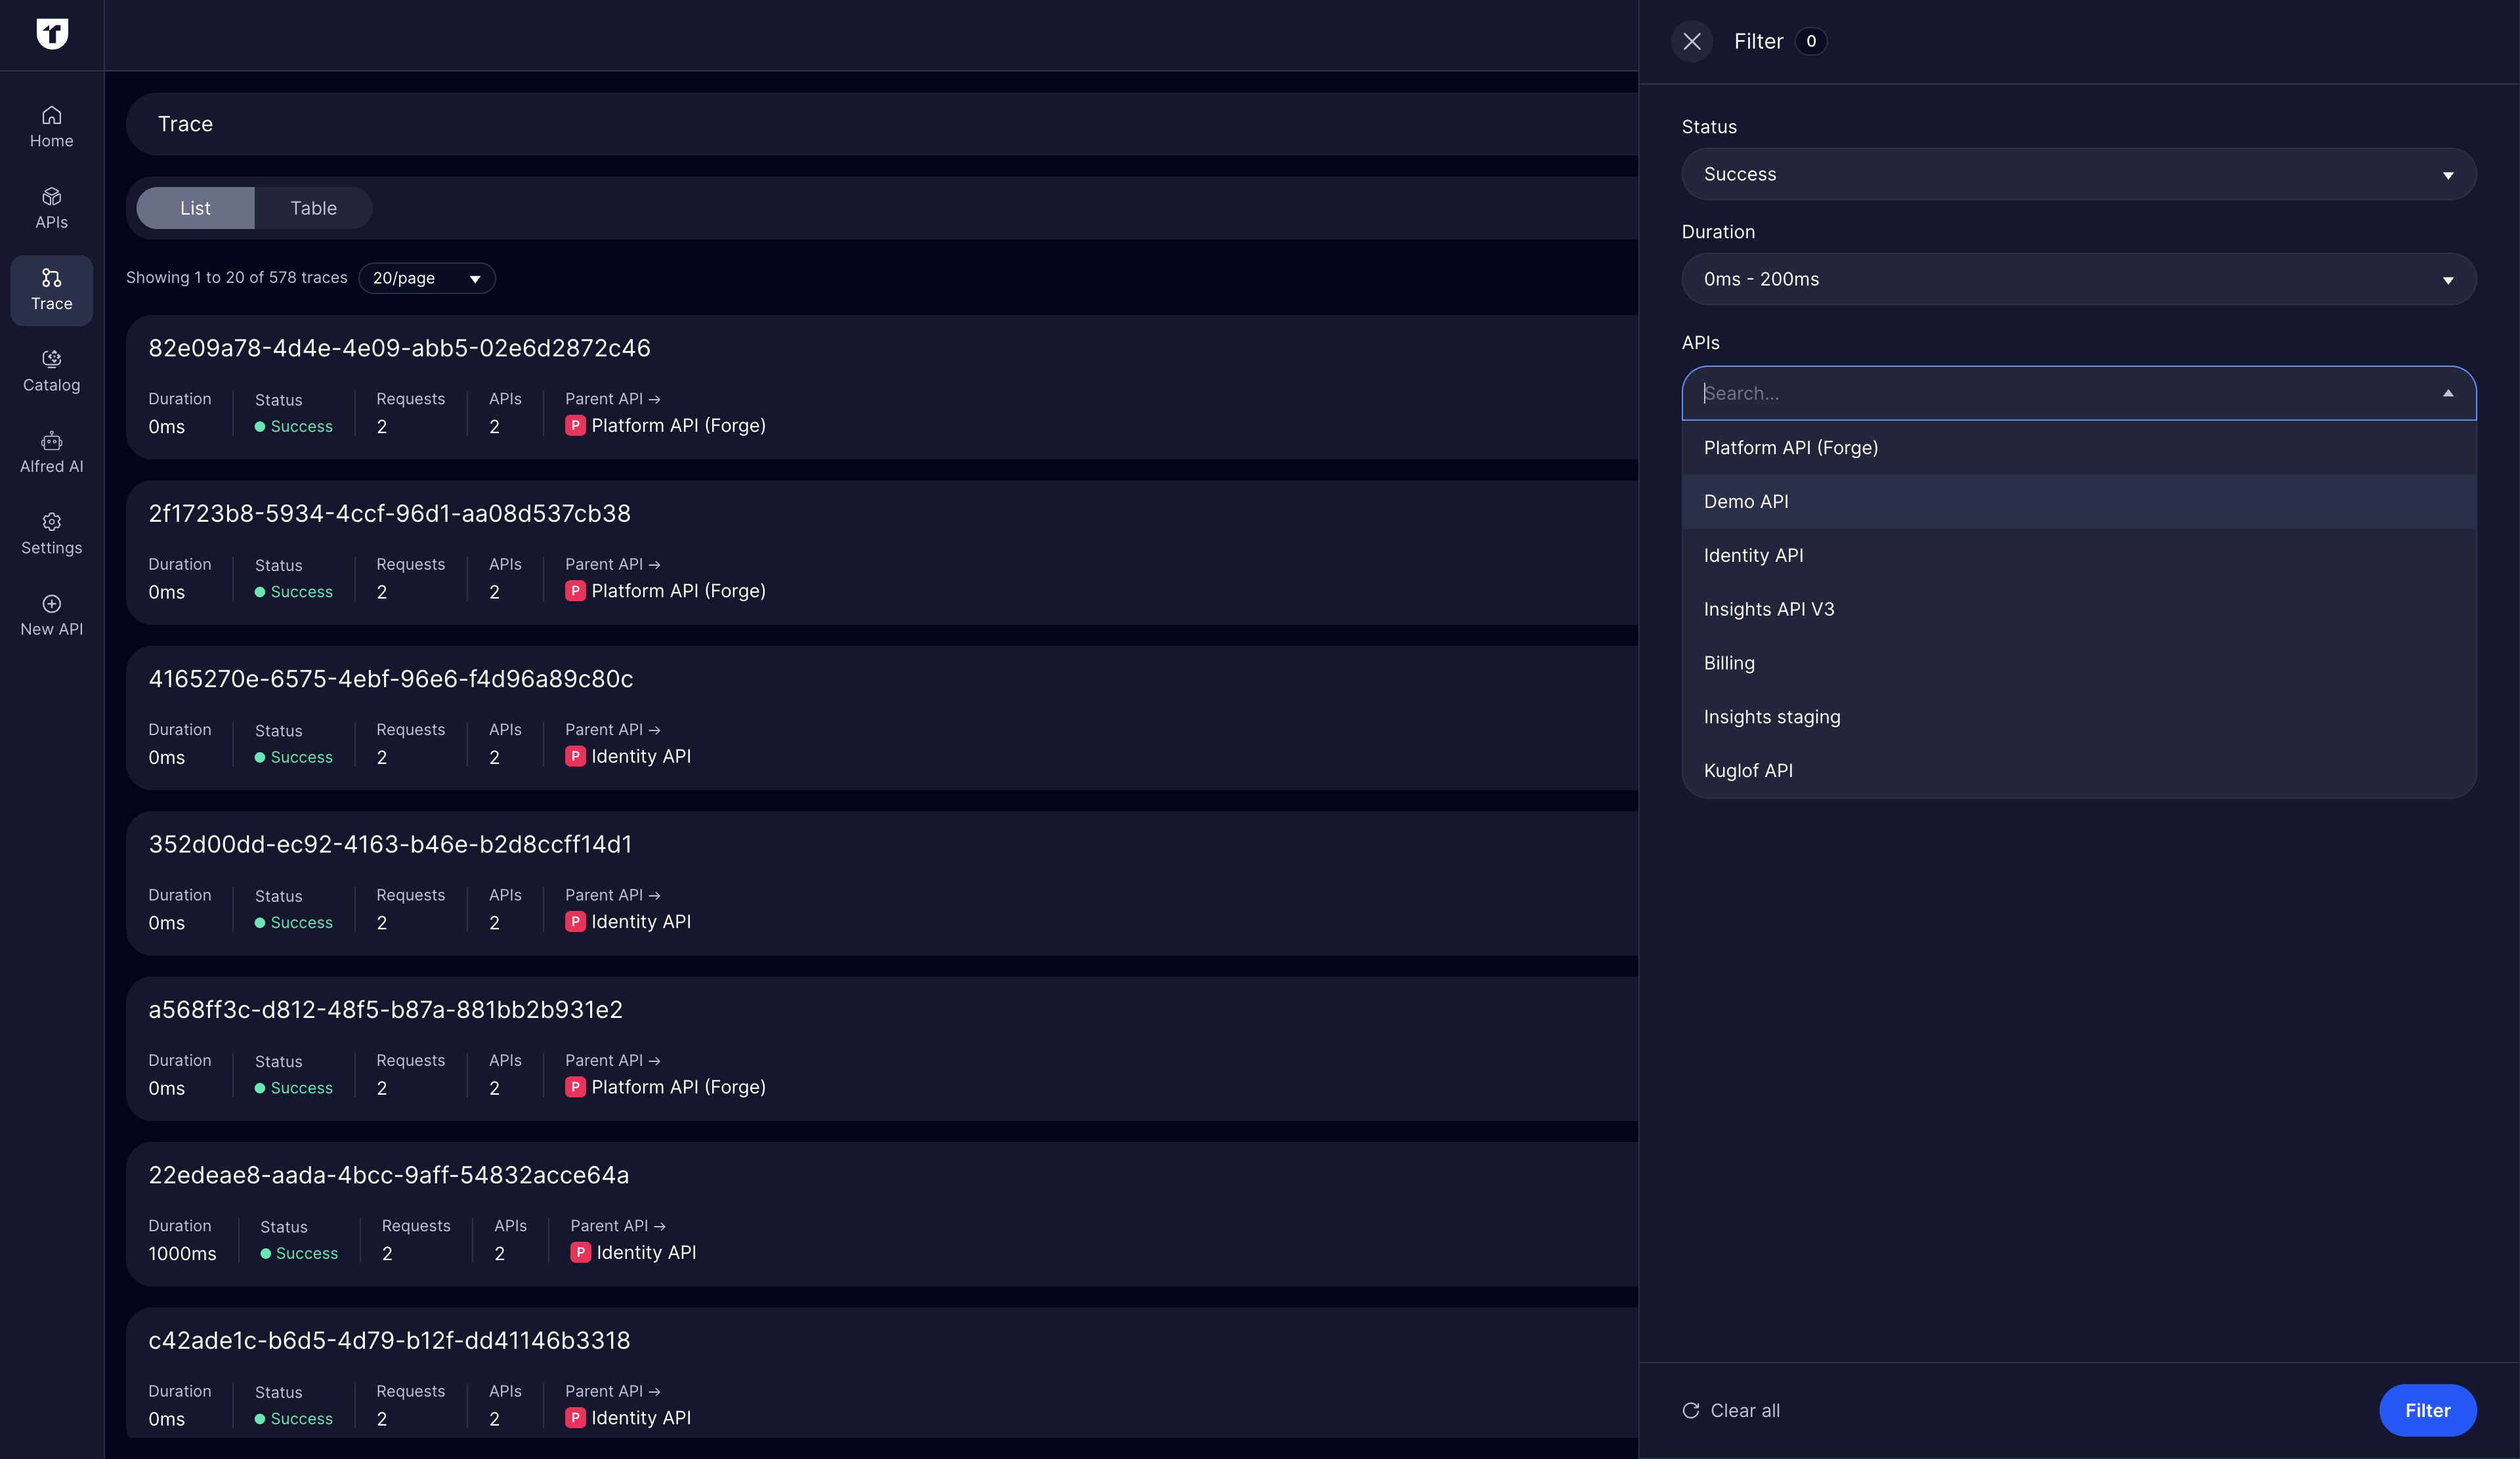 Home
APIs
Trace
Catalog
Alfred AI
Settings
New API
Trace
List Table
Showing 1 to 20 of 578 traces 20/page
82e09a78-4d4e-4e09-abb5-02e6d2872c46
Duration Status Requests APIs Parent API →
0ms Success 2 2 P Platform API (Forge)
2f1723b8-5934-4ccf-96d1-aa08d537cb38
Duration Status Requests APIs Parent API →
0ms Success 2 2 P Platform API (Forge)
4165270e-6575-4ebf-96e6-f4d96a89c80c
Duration Status Requests APIs Parent API →
0ms Success 2 2 P Identity API
352d00dd-ec92-4163-b46e-b2d8ccff14d1
Duration Status Requests APIs Parent API →
0ms Success 2 2 P Identity API
a568ff3c-d812-48f5-b87a-881bb2b931e2
Duration Status Requests APIs Parent API →
0ms Success 2 2 P Platform API (Forge)
22edeae8-aada-4bcc-9aff-54832acce64a
Duration Status Requests APIs Parent API →
1000ms Success 2 2 P Identity API
c42ade1c-b6d5-4d79-b12f-dd41146b3318
Duration Status Requests APIs Parent API →
0ms Success 2 2 P Identity API
Filter 0
Status
Success
Duration
0ms - 200ms
APIs
Search...
Platform API (Forge)
Demo API
Identity API
Insights API V3
Billing
Insights staging
Kuglof API
Clear all
Filter